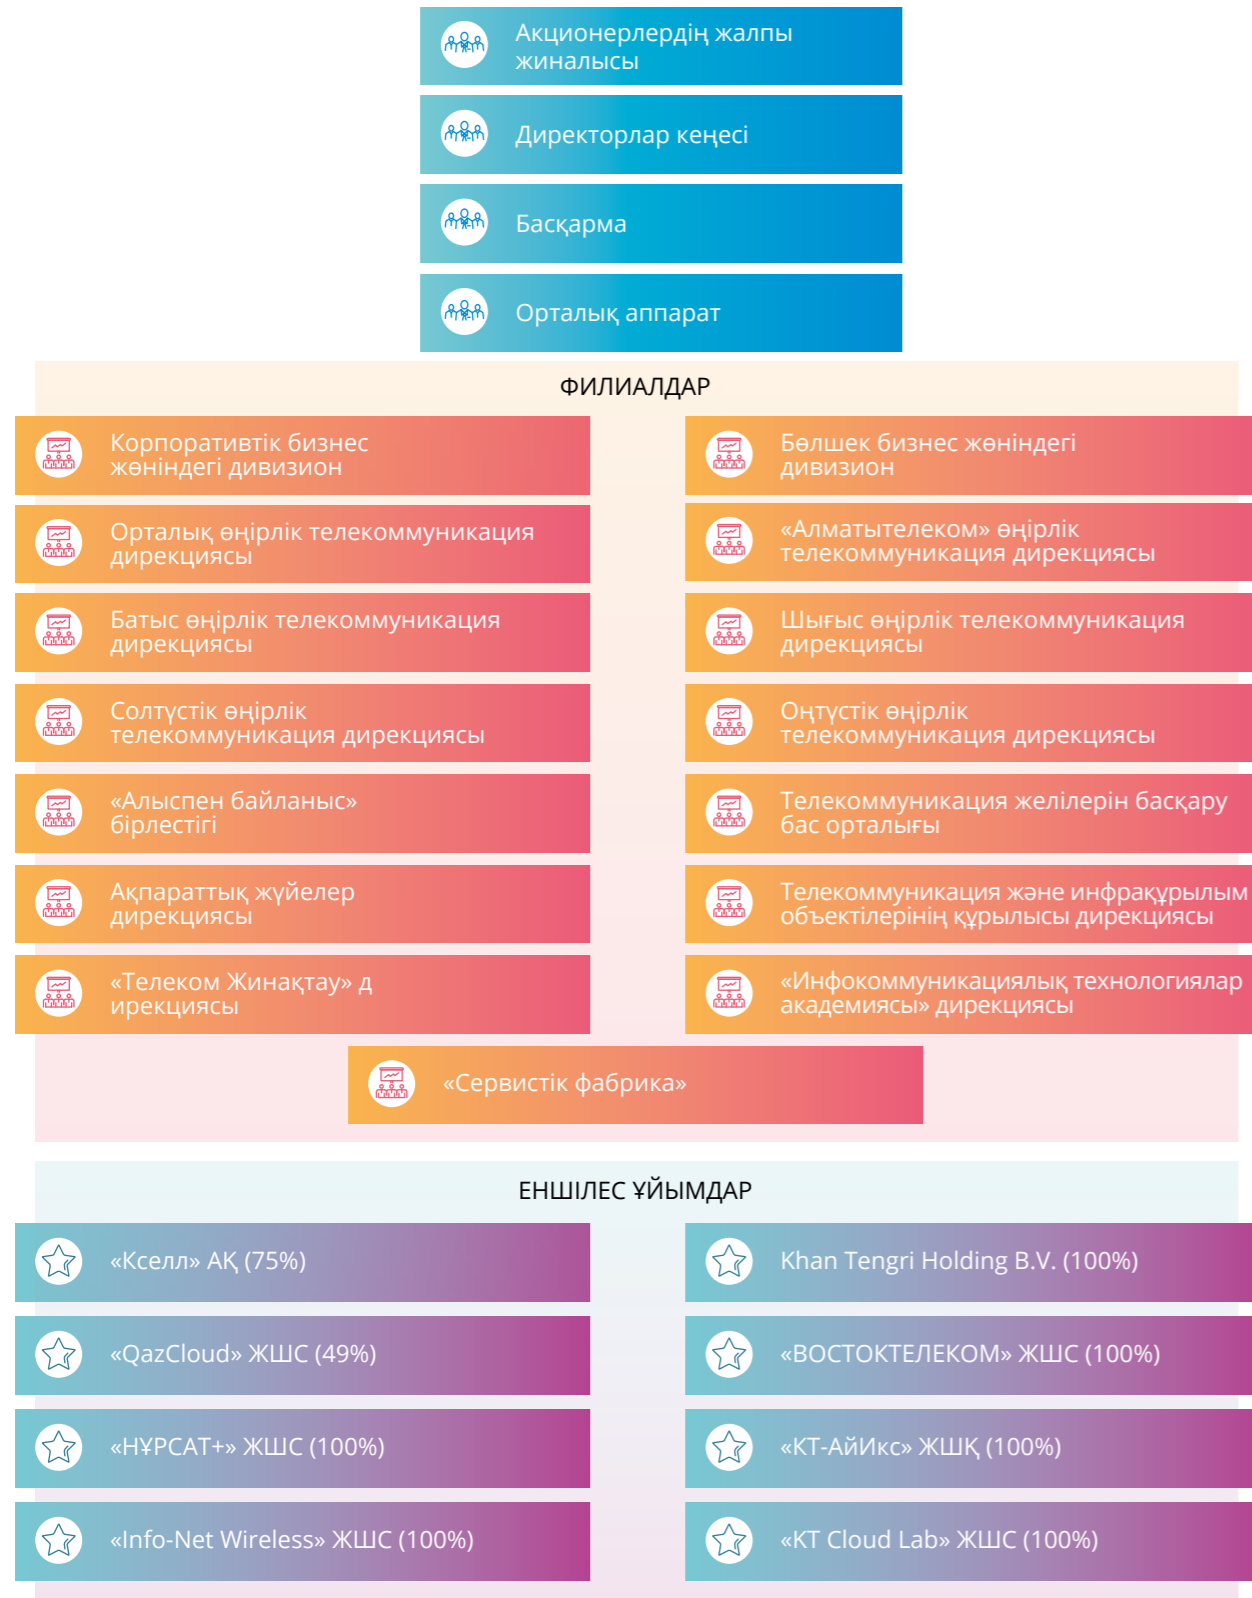 Акционерлердің жалпы
жиналысы
Директорлар кеңесі
Басқарма
Орталық аппарат
ФИЛИАЛДАР
Корпоративтік бизнес
жөніндегі дивизион
Бөлшек бизнес жөніндегі
дивизион
Орталық өңірлік телекоммуникация
дирекциясы
«Алматытелеком» өңірлік
телекоммуникация дирекциясы
Батыс өңірлік телекоммуникация
дирекциясы
Шығыс өңірлік телекоммуникация
дирекциясы
Солтүстік өңірлік
телекоммуникация дирекциясы
Оңтүстік өңірлік
телекоммуникация дирекциясы
«Алыспен байланыс»
бірлестігі
Телекоммуникация желілерін басқару
бас орталығы
Ақпараттық жүйелер
дирекциясы
Телекоммуникация және инфрақұрылым
объектілерінің құрылысы дирекциясы
«Телеком Жинақтау» д
ирекциясы
«Инфокоммуникациялық технологиялар
академиясы» дирекциясы
«Сервистік фабрика»
ЕНШІЛЕС ҰЙЫМДАР
«Кселл» АҚ (75%)
Khan Tengri Holding B.V. (100%)
«QazCloud» ЖШС (49%)
«ВОСТОКТЕЛЕКОМ» ЖШС (100%)
«НҰРСАТ+» ЖШС (100%)
«КТ-АйИкс» ЖШҚ (100%)
«Info-Net Wireless» ЖШС (100%)
«KT Cloud Lab» ЖШС (100%)